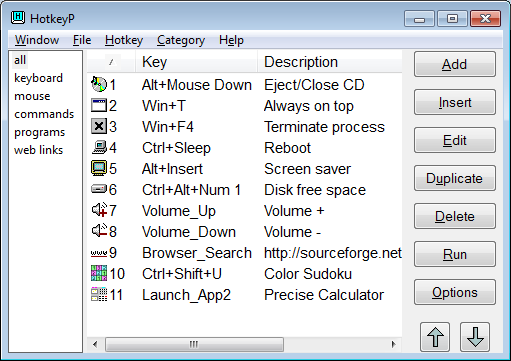 HotkeyP
Window File Hotkey Category Help
all
keyboard
mouse
commands
programs
web links
/ Key Description
1 Alt+Mouse Down Eject/Close CD
2 Win+T Always on top
3 Win+F4 Terminate process
4 Ctrl+Sleep Reboot
5 Alt+Insert Screen saver
6 Ctrl+Alt+Num 1 Disk free space
7 Volume_Up Volume +
8 Volume_Down Volume -
9 Browser_Search http://sourceforge.net
10 Ctrl+Shift+U Color Sudoku
11 Launch_App2 Precise Calculator
Add
Insert
Edit
Duplicate
Delete
Run
Options